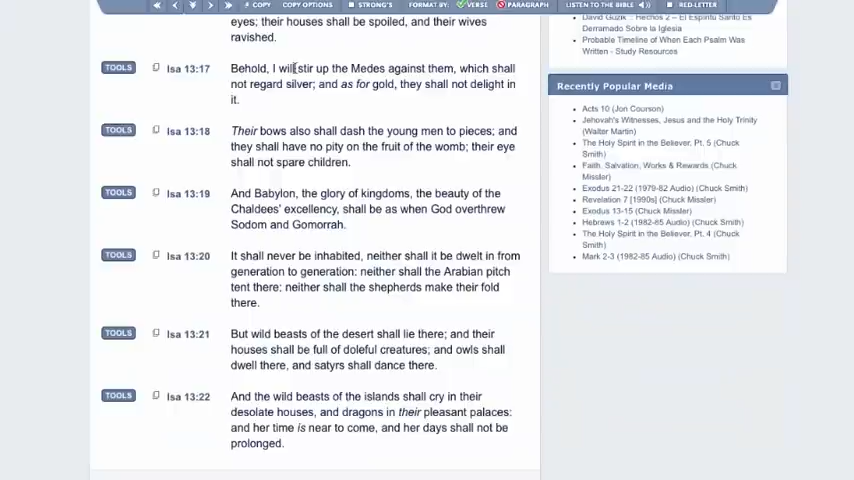 COPY COPY OPTIONS STRONG'S FORMAT BY: VERSE PARAGRAPH LISTEN TO THE BIBLE RED-LETTER
eyes; their houses shall be spoiled, and their wives
ravished.
TOOLS Isa 13:17 Behold, I will stir up the Medes against them, which shall
not regard silver; and as for gold, they shall not delight in
it.
TOOLS Isa 13:18 Their bows also shall dash the young men to pieces; and
they shall have no pity on the fruit of the womb; their eye
shall not spare children.
TOOLS Isa 13:19 And Babylon, the glory of kingdoms, the beauty of the
Chaldees' excellency, shall be as when God overthrew
Sodom and Gomorrah.
TOOLS Isa 13:20 It shall never be inhabited, neither shall it be dwelt in from
generation to generation: neither shall the Arabian pitch
tent there; neither shall the shepherds make their fold
there.
TOOLS Isa 13:21 But wild beasts of the desert shall lie there; and their
houses shall be full of doleful creatures; and owls shall
dwell there, and satyrs shall dance there.
TOOLS Isa 13:22 And the wild beasts of the islands shall cry in their
desolate houses, and dragons in their pleasant palaces:
and her time is near to come, and her days shall not be
prolonged.
David Guzik :: Hechos 2 – El Espíritu Santo Es
Derramado Sobre la Iglesia
Probable Timeline of When Each Psalm Was
Written - Study Resources
Recently Popular Media
Acts 10 (Jon Courson)
Jehovah's Witnesses, Jesus and the Holy Trinity
(Walter Martin)
The Holy Spirit in the Believer, Pt. 5 (Chuck
Smith)
Faith, Salvation, Works & Rewards (Chuck
Missler)
Exodus 21-22 (1979-82 Audio) (Chuck Smith)
Revelation 7 [1990s] (Chuck Missler)
Exodus 13-15 (Chuck Missler)
Hebrews 1-2 (1982-85 Audio) (Chuck Smith)
The Holy Spirit in the Believer, Pt. 4 (Chuck
Smith)
Mark 2-3 (1982-85 Audio) (Chuck Smith)